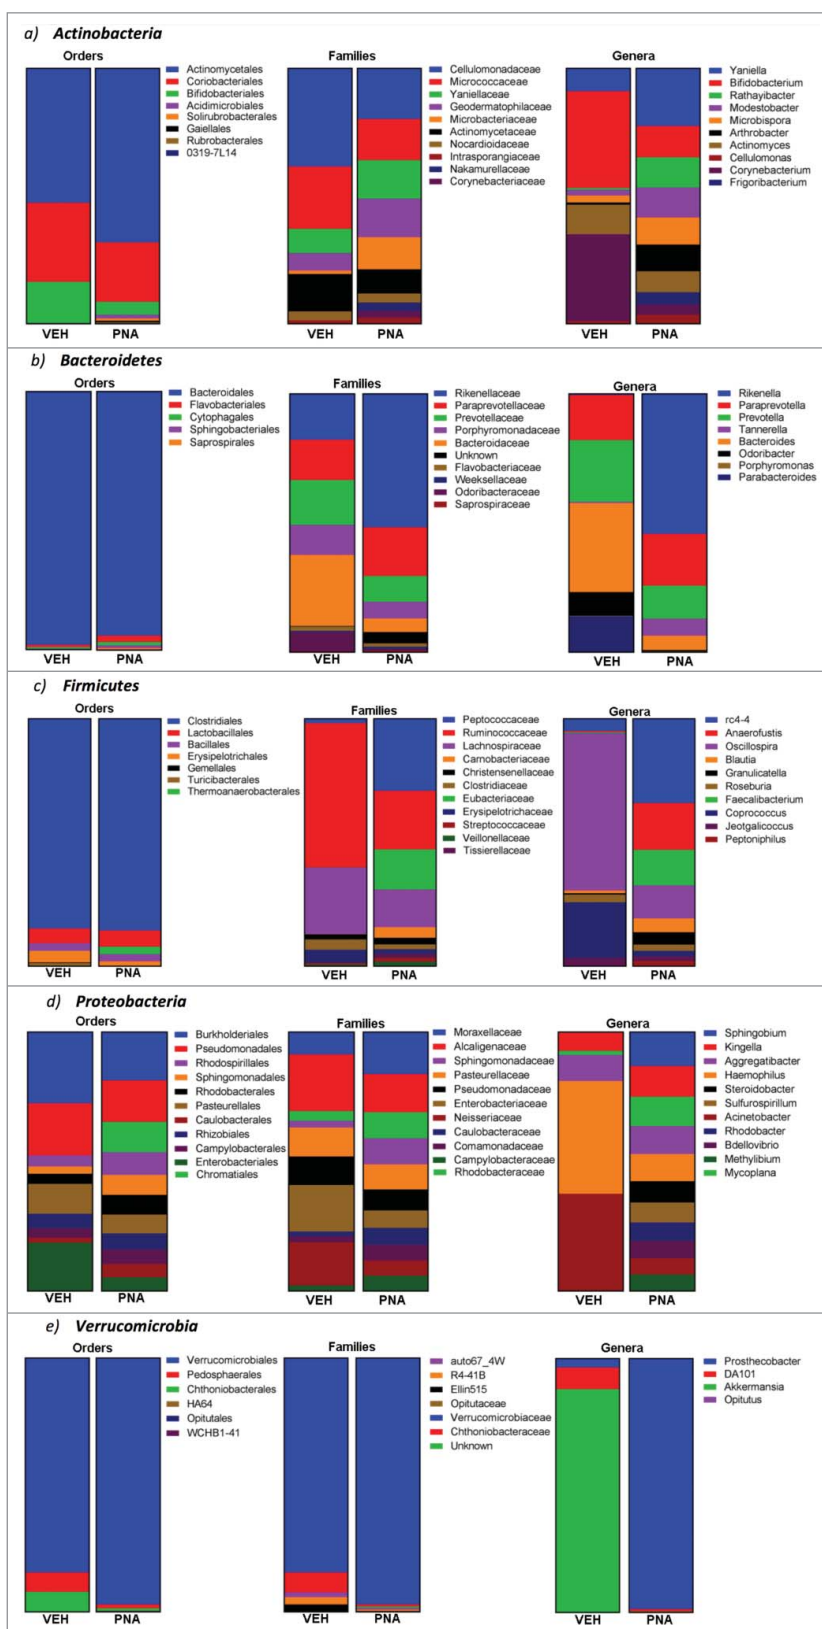 a) Actinobacteria
Orders
Actinomycetales
Coriobacteriales
Bifidobacteriales
Acidimicrobiales
Solirubrobacterales
Gaiellales
Rubrobacterales
0319-7L14
VEH PNA
Families
Cellulomonadaceae
Micrococcaceae
Yaniellaceae
Geodermatophilaceae
Microbacteriaceae
Actinomycetaceae
Nocardioidaceae
Intrasporangiaceae
Nakamurellaceae
Corynebacteriaceae
VEH PNA
Genera
Yaniella
Bifidobacterium
Rathayibacter
Modestobacter
Microbispora
Arthrobacter
Actinomyces
Cellulomonas
Corynebacterium
Frigoribacterium
VEH PNA
b) Bacteroidetes
Orders
Bacteroidales
Flavobacteriales
Cytophagales
Sphingobacteriales
Saprospirales
VEH PNA
Families
Rikenellaceae
Paraprevotellaceae
Prevotellaceae
Porphyromonadaceae
Bacteroidaceae
Unknown
Flavobacteriaceae
Weeksellaceae
Odoribacteraceae
Saprospiraceae
VEH PNA
Genera
Rikenella
Paraprevotella
Prevotella
Tannerella
Bacteroides
Odoribacter
Porphyromonas
Parabacteroides
VEH PNA
c) Firmicutes
Orders
Clostridiales
Lactobacillales
Bacillales
Erysipelotrichales
Gemellales
Turicibacterales
Thermoanaerobacterales
VEH PNA
Families
Peptococcaceae
Ruminococcaceae
Lachnospiraceae
Carnobacteriaceae
Christensenellaceae
Clostridiaceae
Eubacteriaceae
Erysipelotrichaceae
Streptococcaceae
Veillonellaceae
Tissierellaceae
VEH PNA
Genera
rc4-4
Anaerofustis
Oscillospira
Blautia
Granulicatella
Roseburia
Faecalibacterium
Coprococcus
Jeotgalicoccus
Peptoniphilus
VEH PNA
d) Proteobacteria
Orders
Burkholderiales
Pseudomonadales
Rhodospirillales
Sphingomonadales
Rhodobacterales
Pasteurellales
Caulobacterales
Rhizobiales
Campylobacterales
Enterobacteriales
Chromatiales
VEH PNA
Families
Moraxellaceae
Alcaligenaceae
Sphingomonadaceae
Pasteurellaceae
Pseudomonadaceae
Enterobacteriaceae
Neisseriaceae
Caulobacteraceae
Comamonadaceae
Campylobacteraceae
Rhodobacteraceae
VEH PNA
Genera
Sphingobium
Kingella
Aggregatibacter
Haemophilus
Steroidobacter
Sulfurospirillum
Acinetobacter
Rhodobacter
Bdellovibrio
Methylibium
Mycoplana
VEH PNA
e) Verrucomicrobia
Orders
Verrucomicrobiales
Pedosphaerales
Chthoniobacterales
HA64
Opitutales
WCHB1-41
VEH PNA
Families
auto67_4W
R4-41B
Ellin515
Opitutaceae
Verrucomicrobiaceae
Chthoniobacteraceae
Unknown
VEH PNA
Genera
Prosthecobacter
DA101
Akkermansia
Opitutus
VEH PNA